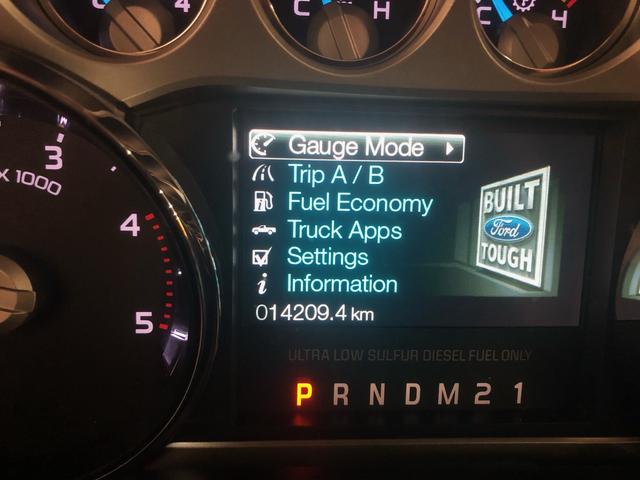 C 4
C H
C 4
3
X 1000
4
5
Gauge Mode
Trip A / B
Fuel Economy
Truck Apps
Settings
Information
014209.4 km
BUILT
Ford
TOUGH
ULTRA LOW SULFUR DIESEL FUEL ONLY
P R N D M 2 1